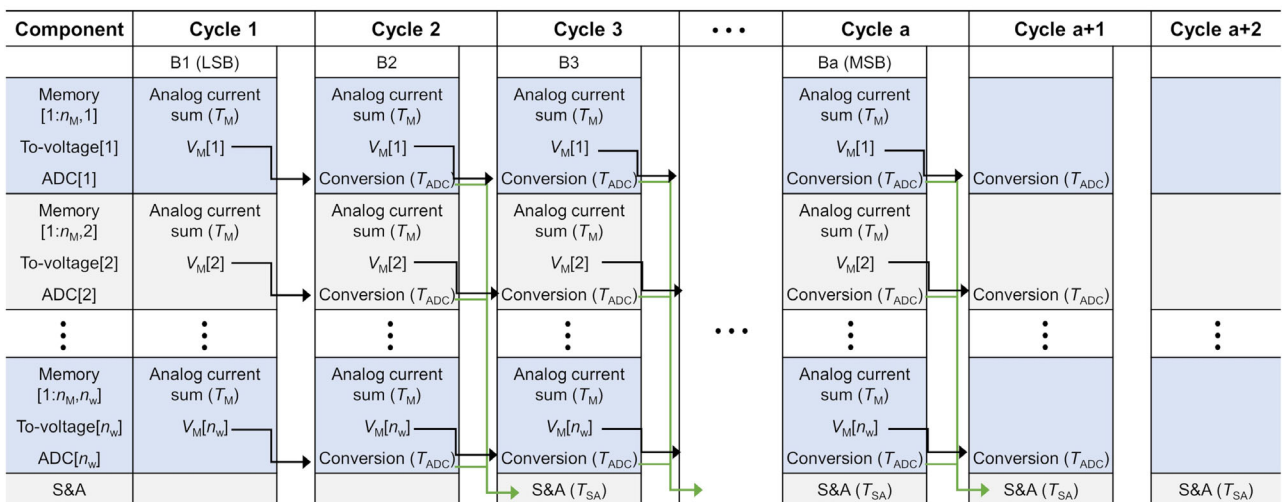 Component Cycle 1 Cycle 2 Cycle 3 • • • Cycle a Cycle a+1 Cycle a+2
B1 (LSB) B2 B3 Ba (MSB)
Memory Analog current Analog current Analog current Analog current
[1:nM,1] sum (TM) sum (TM) sum (TM) sum (TM)
To-voltage[1] VM[1] VM[1] VM[1] VM[1]
ADC[1] Conversion (TADC) Conversion (TADC) Conversion (TADC) Conversion (TADC)
Memory Analog current Analog current Analog current Analog current
[1:nM,2] sum (TM) sum (TM) sum (TM) sum (TM)
To-voltage[2] VM[2] VM[2] VM[2] VM[2]
ADC[2] Conversion (TADC) Conversion (TADC) Conversion (TADC) Conversion (TADC)
⋮ ⋮ ⋮ ⋮ • • • ⋮ ⋮ ⋮
Memory Analog current Analog current Analog current Analog current
[1:nM,nw] sum (TM) sum (TM) sum (TM) sum (TM)
To-voltage[nw] VM[nw] VM[nw] VM[nw] VM[nw]
ADC[nw] Conversion (TADC) Conversion (TADC) Conversion (TADC) Conversion (TADC)
S&A S&A (TSA) S&A (TSA) S&A (TSA) S&A (TSA)